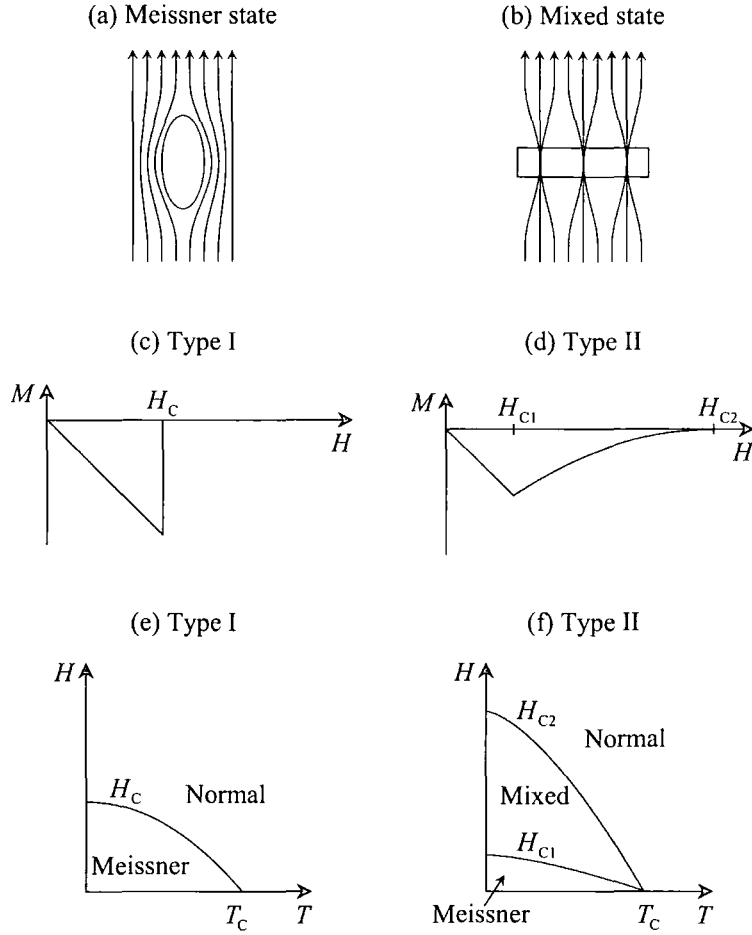 (a) Meissner state
(b) Mixed state
(c) Type I
M
H_C
H
(d) Type II
M
H_C1
H_C2
H
(e) Type I
H
H_C
Normal
Meissner
T_C
T
(f) Type II
H
H_C2
Normal
Mixed
H_C1
Meissner
T_C
T